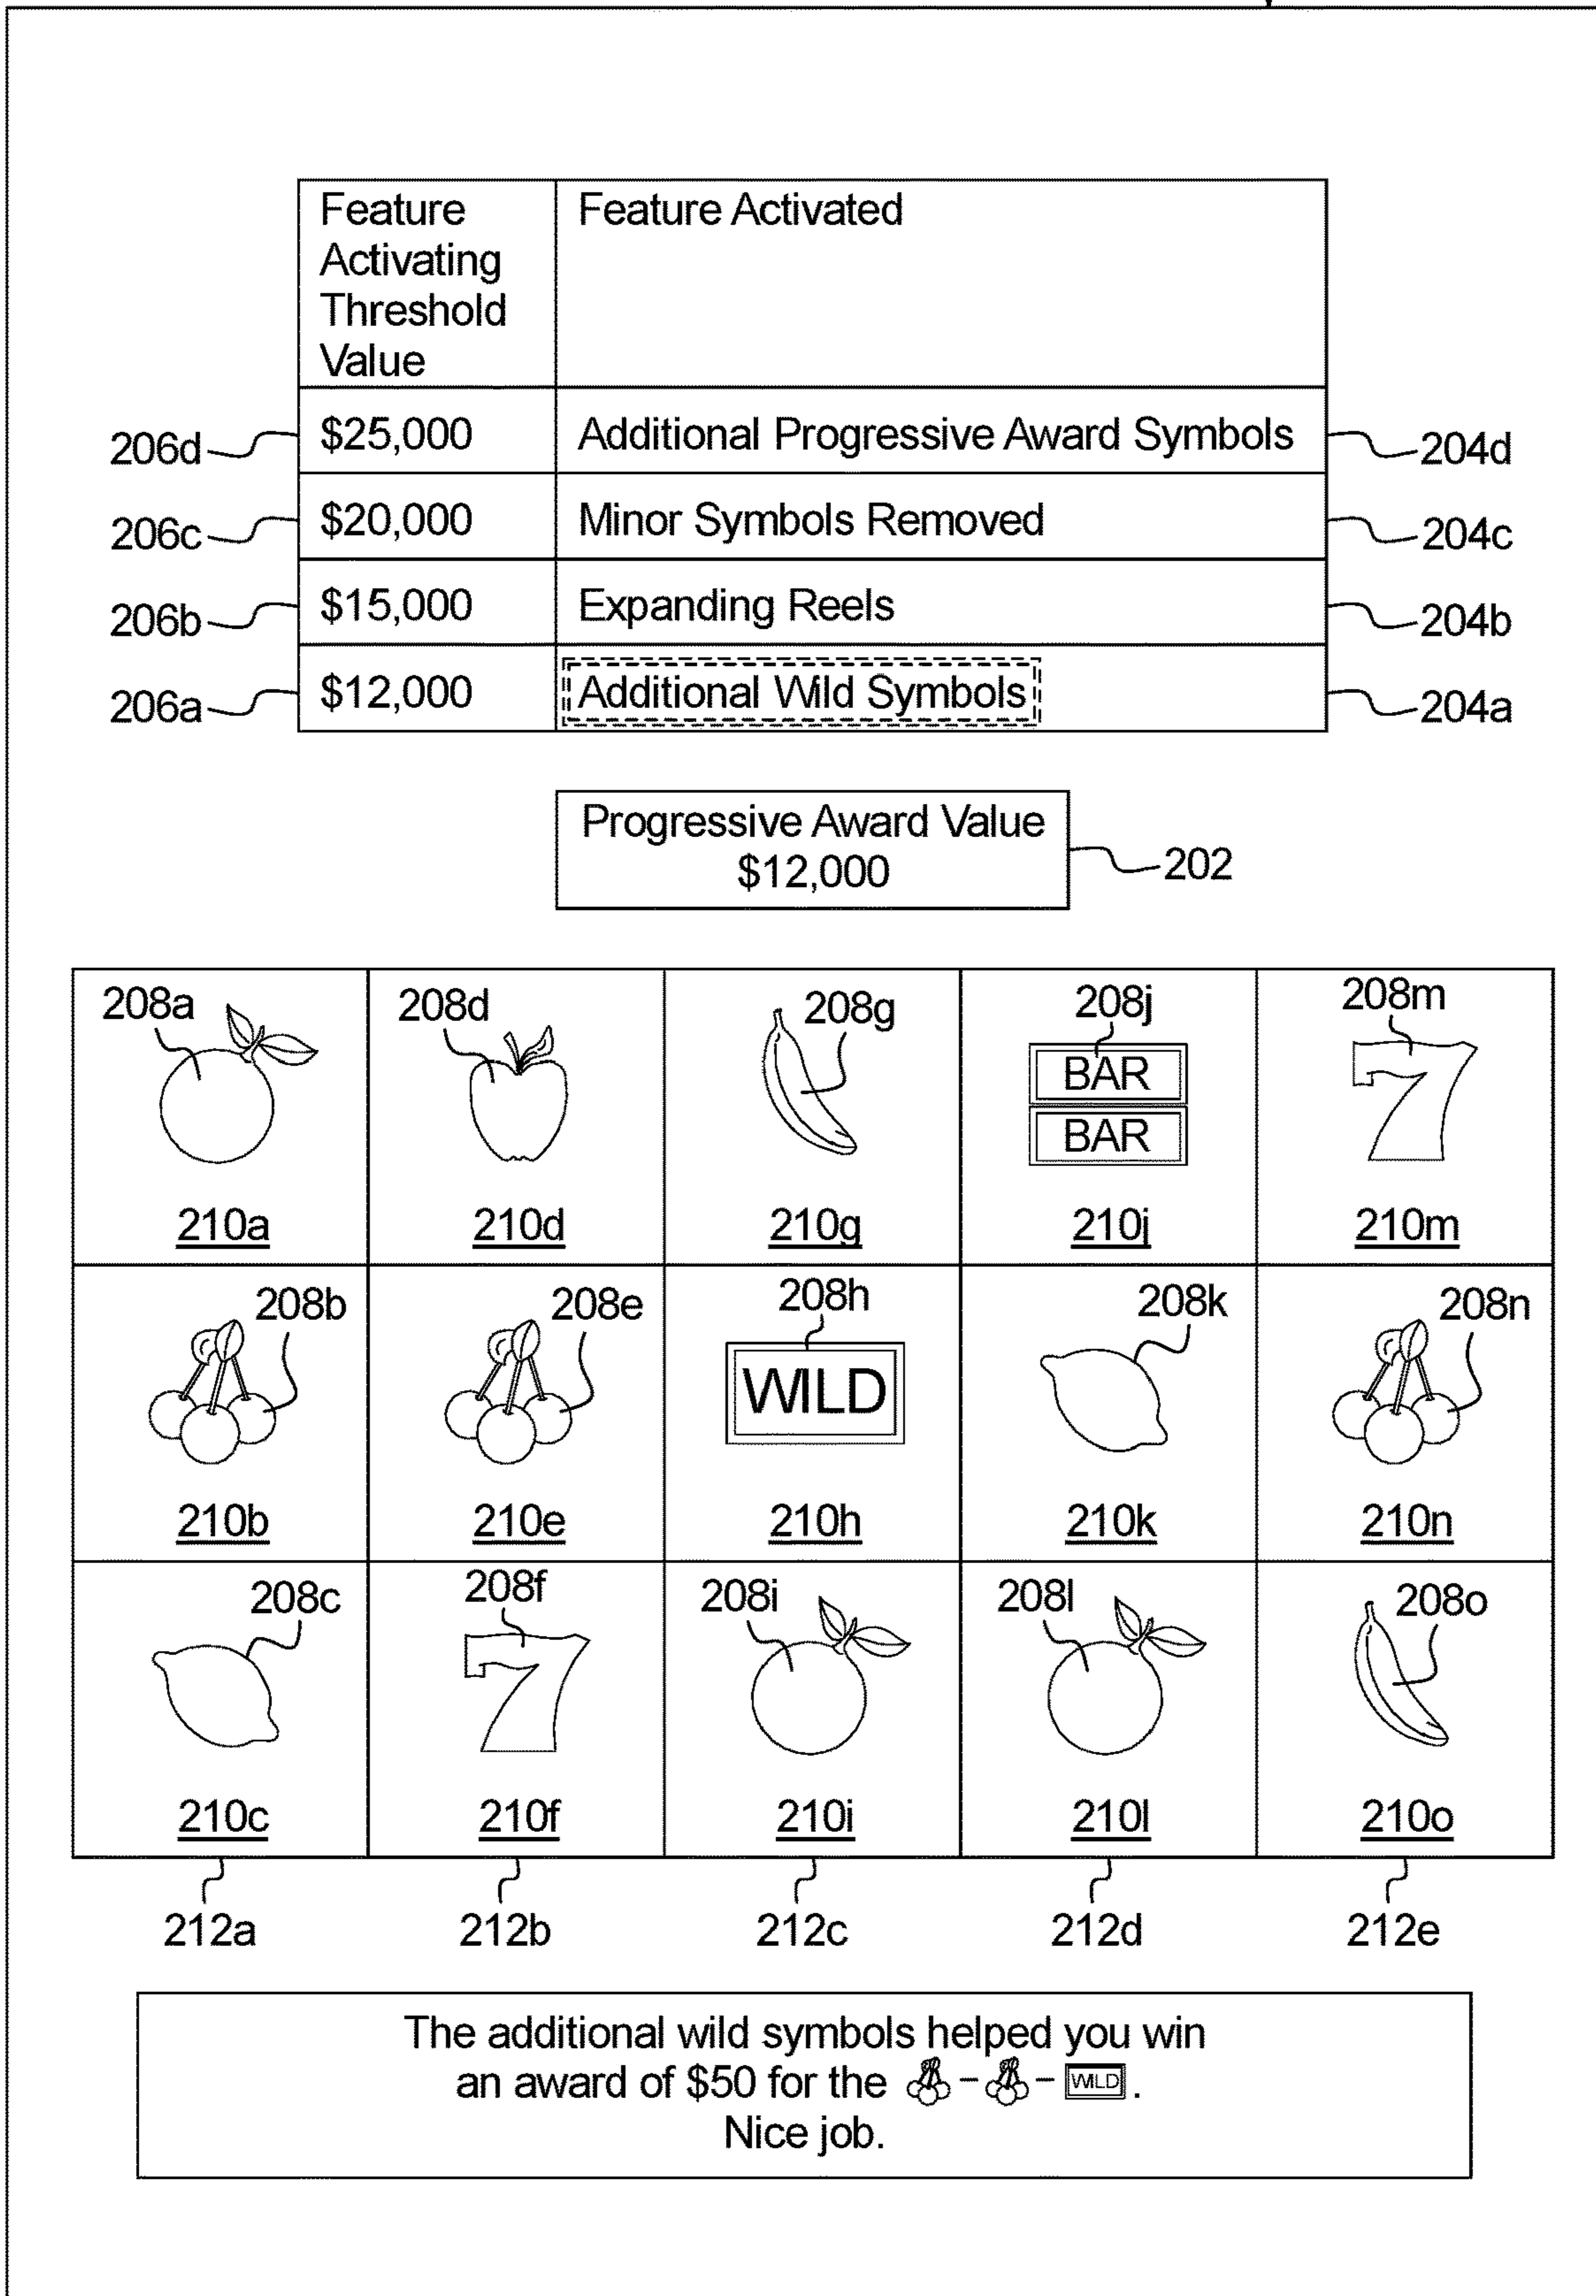 Feature Activating Threshold Value
Feature Activated
206d $25,000 Additional Progressive Award Symbols 204d
206c $20,000 Minor Symbols Removed 204c
206b $15,000 Expanding Reels 204b
206a $12,000 Additional Wild Symbols 204a
Progressive Award Value
$12,000 202
208a 208d 208g 208j 208m
BAR
BAR
7
210a 210d 210g 210j 210m
208b 208e 208h 208k 208n
WILD
210b 210e 210h 210k 210n
208c 208f 208i 208l 208o
7
210c 210f 210i 210l 210o
212a 212b 212c 212d 212e
The additional wild symbols helped you win
an award of $50 for the - - WILD .
Nice job.